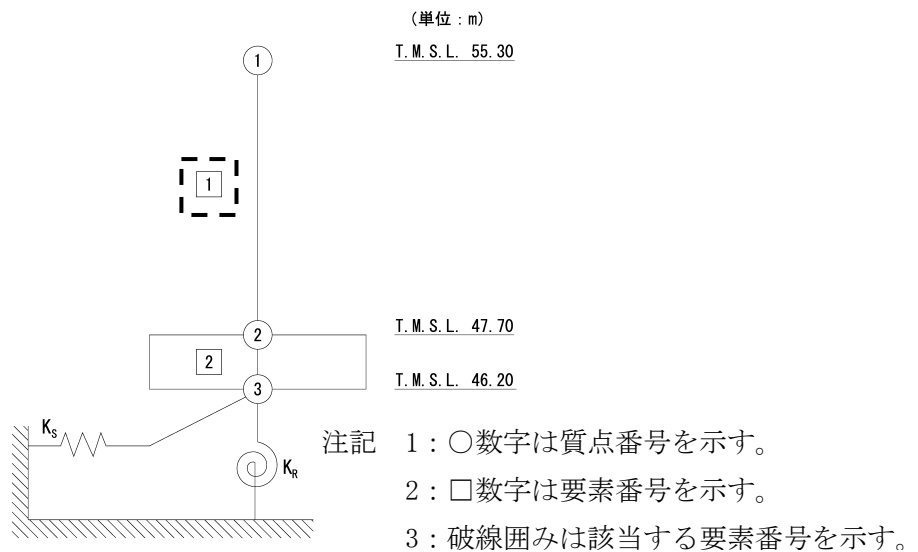 (単位:m)
T.M.S.L. 55.30
1
1
T.M.S.L. 47.70
2
2
T.M.S.L. 46.20
3
KS
KR
注記 1:○数字は質点番号を示す。
2:□数字は要素番号を示す。
3:破線囲みは該当する要素番号を示す。